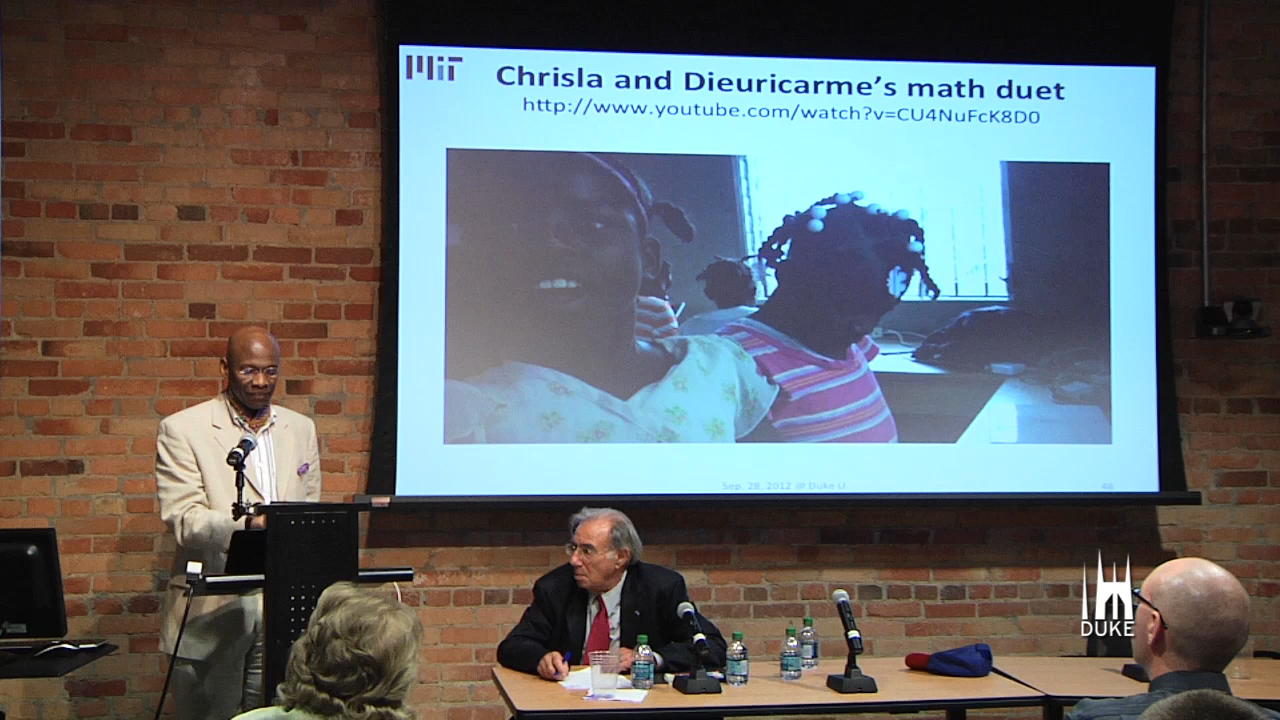 MIT
Chrisla and Dieuricarme's math duet
http://www.youtube.com/watch?v=CU4NuFcK8D0
Sep. 28, 2012 @ Duke U.
48
DUKE